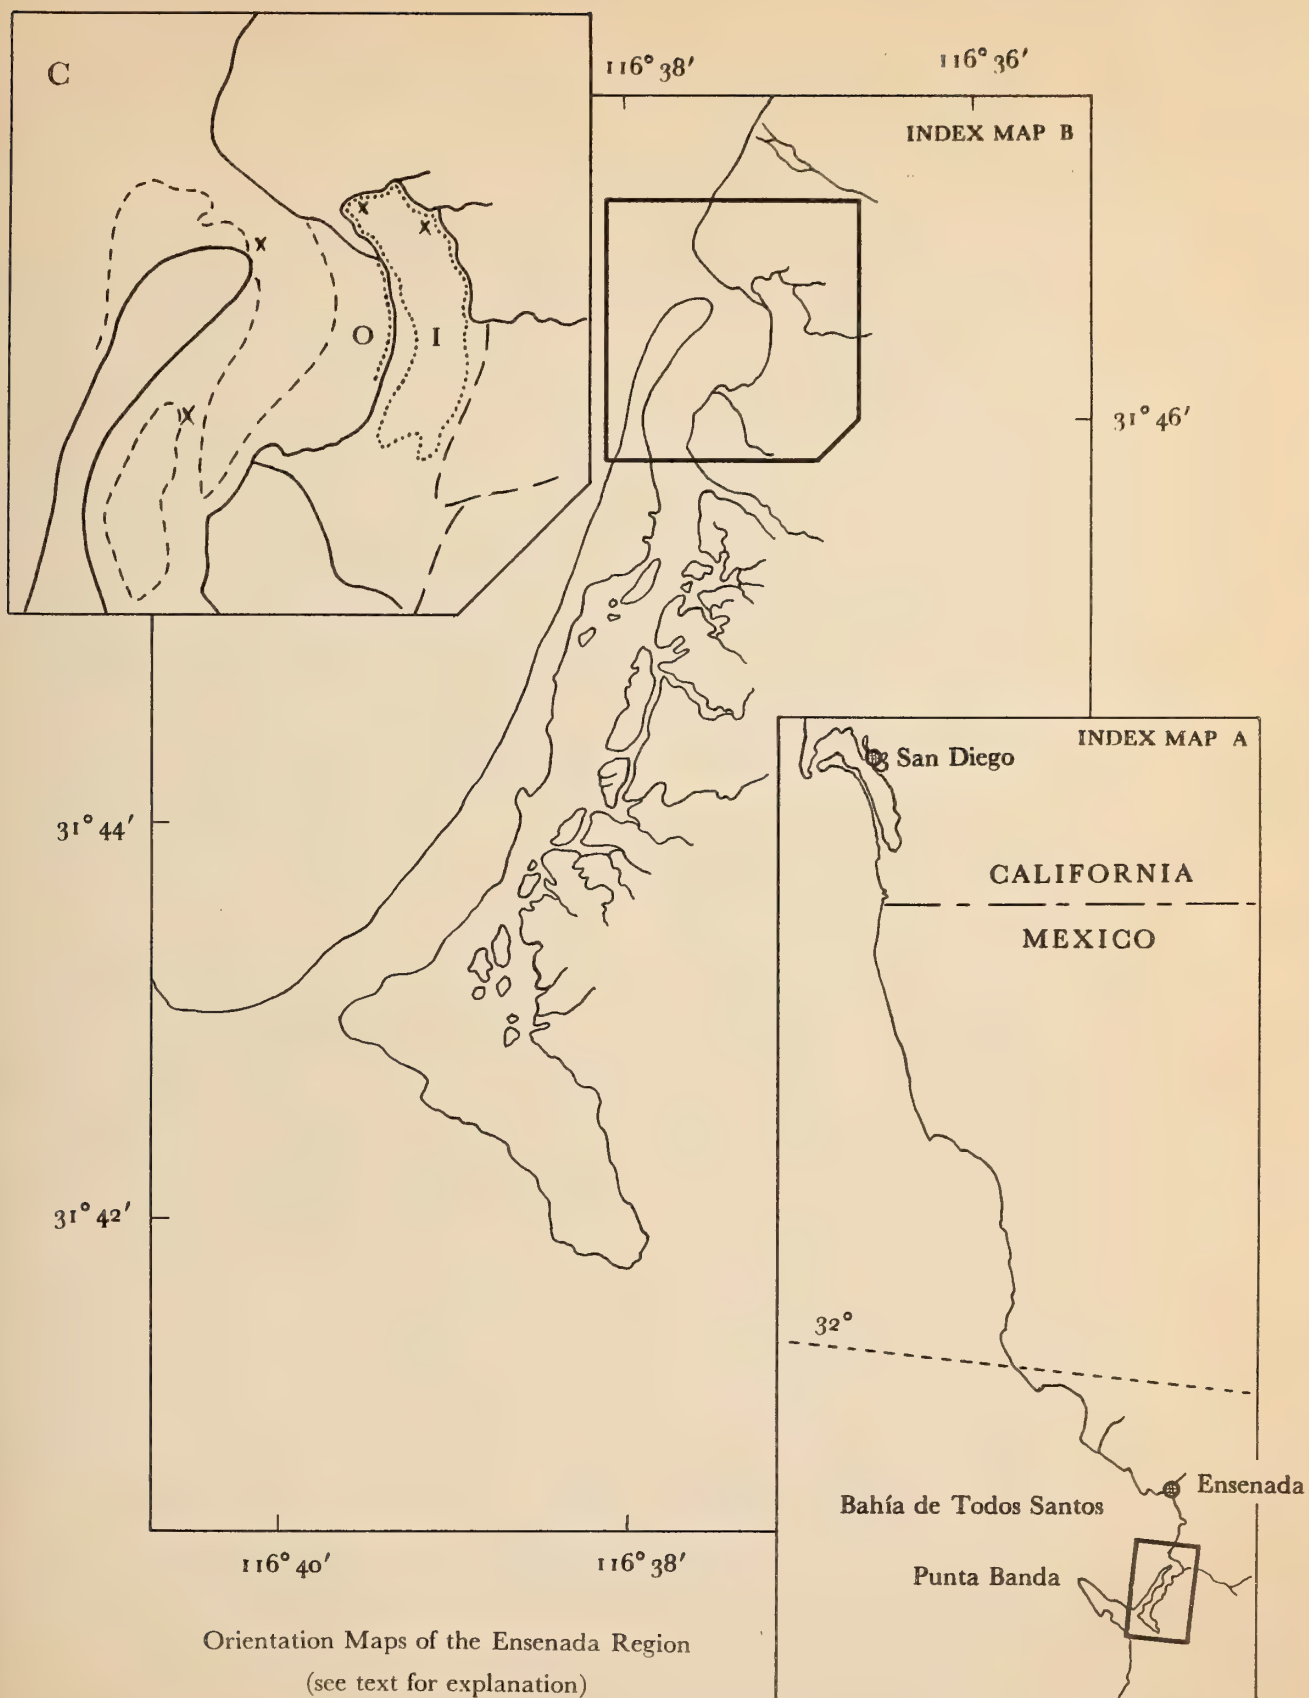 C
116° 38′
116° 36′
INDEX MAP B
X
X
X
O
I
X
31° 46′
INDEX MAP A
San Diego
31° 44′
CALIFORNIA
MEXICO
31° 42′
32°
Ensenada
Bahía de Todos Santos
116° 40′
116° 38′
Punta Banda
Orientation Maps of the Ensenada Region
(see text for explanation)